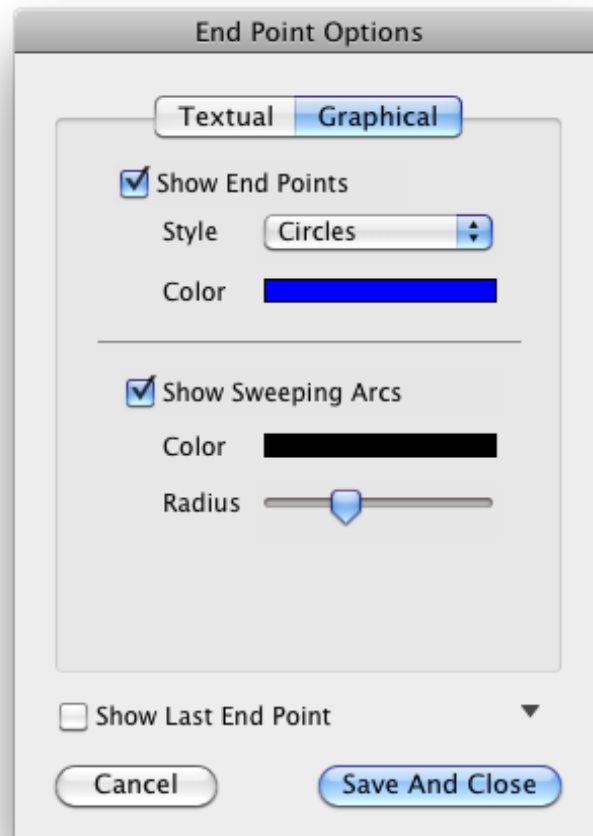 End Point Options
Textual Graphical
Show End Points
Style Circles
Color
Show Sweeping Arcs
Color
Radius
Show Last End Point
Cancel Save And Close